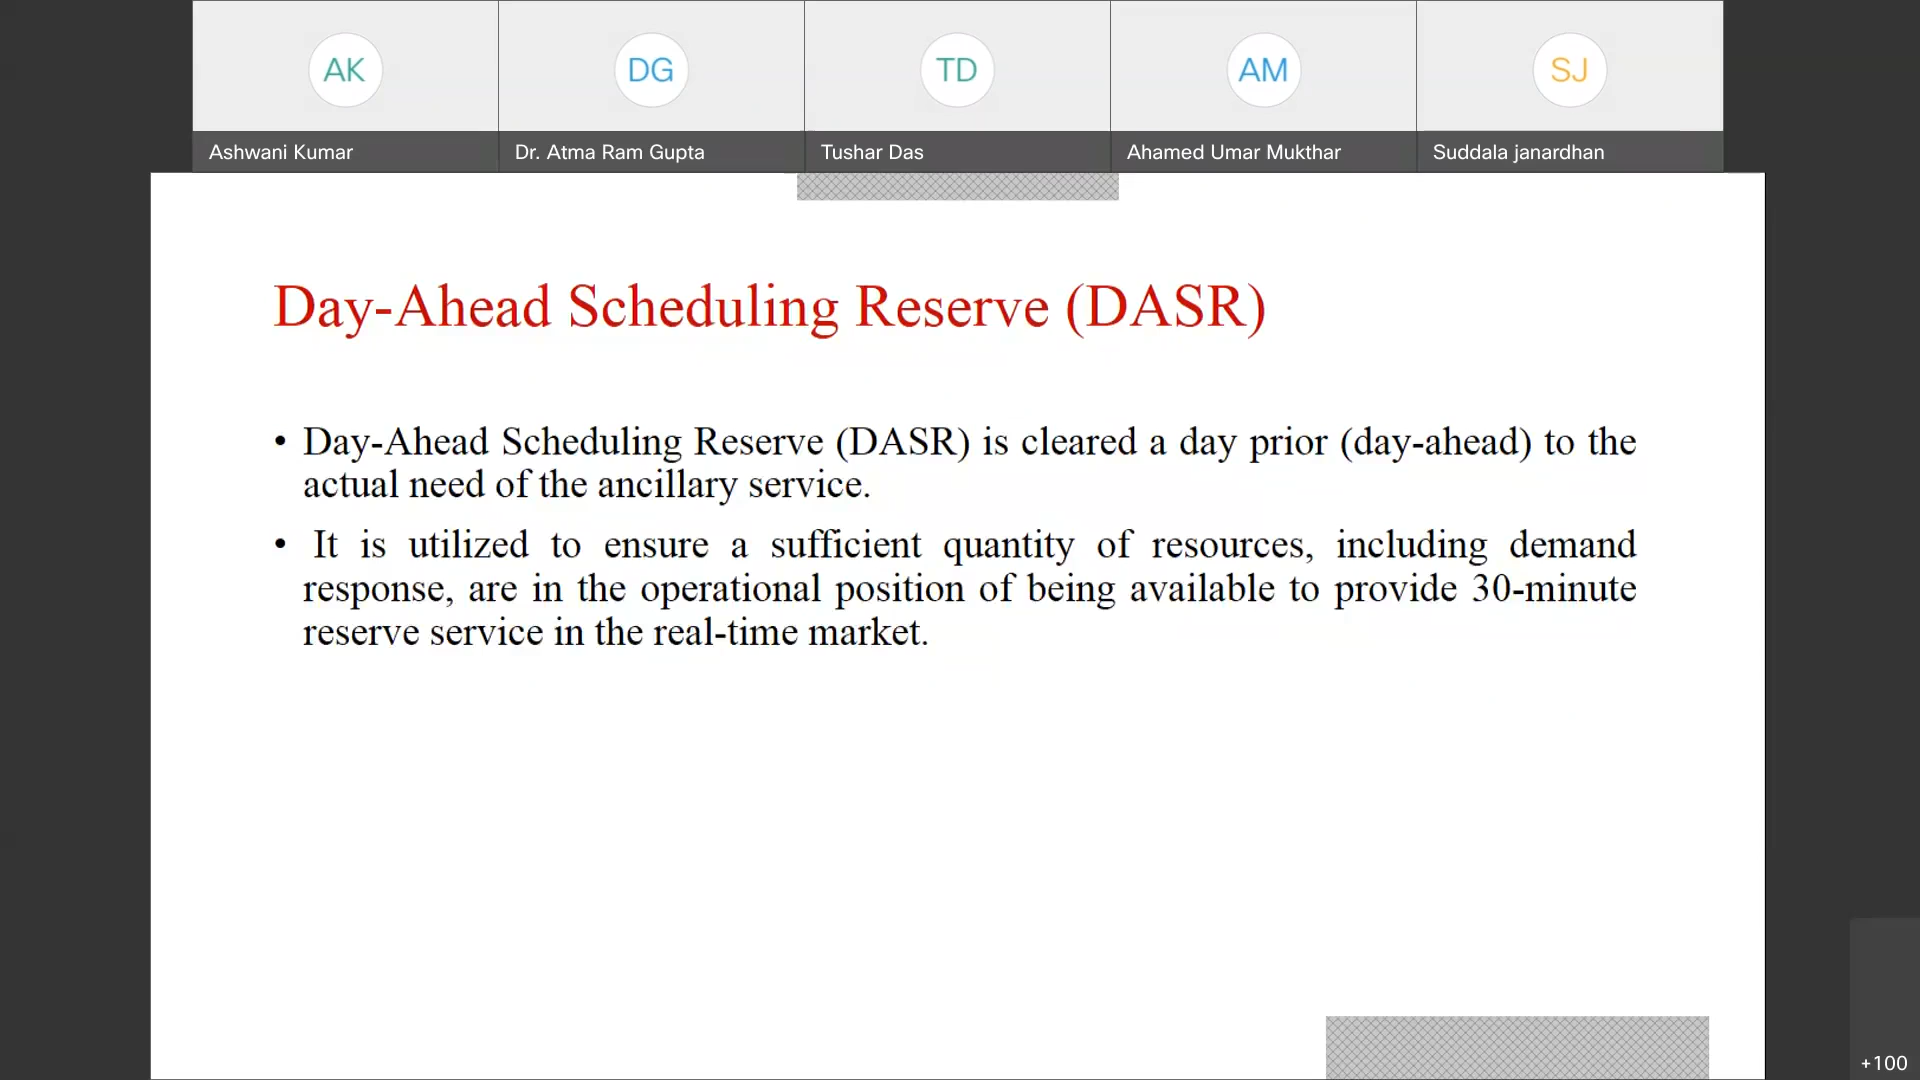 AK
DG
TD
AM
SJ
Ashwani Kumar
Dr. Atma Ram Gupta
Tushar Das
Ahamed Umar Mukthar
Suddala janardhan
Day-Ahead Scheduling Reserve (DASR)
• Day-Ahead Scheduling Reserve (DASR) is cleared a day prior (day-ahead) to the
actual need of the ancillary service.
• It is utilized to ensure a sufficient quantity of resources, including demand
response, are in the operational position of being available to provide 30-minute
reserve service in the real-time market.
+100